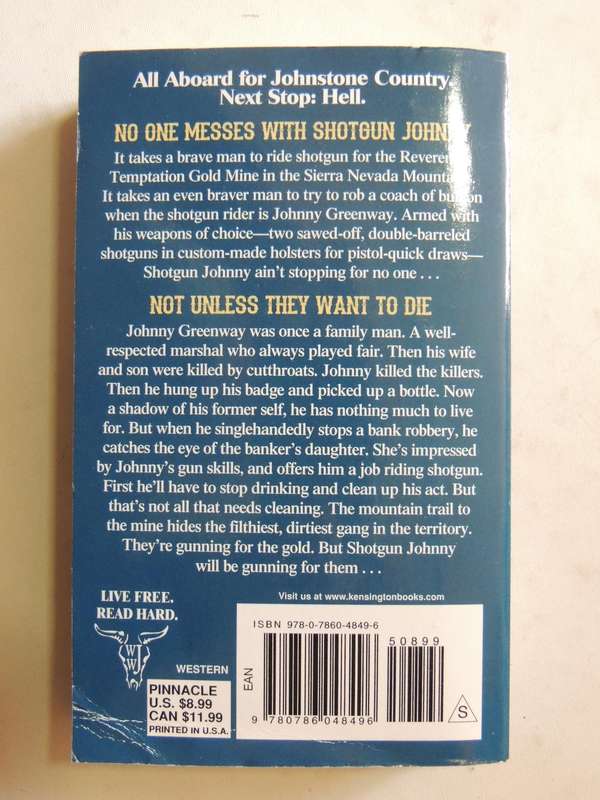 All Aboard for Johnstone Country.
Next Stop: Hell.
NO ONE MESSES WITH SHOTGUN JOHNNY
It takes a brave man to ride shotgun for the Reverend
Temptation Gold Mine in the Sierra Nevada
It takes an even braver man to try to rob a coach of bullion
when the shotgun rider is Johnny Greenway. Armed with
his weapons of choice—two sawed-off, double-barreled
shotguns in custom-made holsters for pistol-quick draws—
Shotgun Johnny ain't stopping for no one . . .
NOT UNLESS THEY WANT TO DIE
Johnny Greenway was once a family man. A well-
respected marshal who always played fair. Then his wife
and son were killed by cutthroats. Johnny killed the killers.
Then he hung up his badge and picked up a bottle. Now
a shadow of his former self, he has nothing much to live
for. But when he singlehandedly stops a bank robbery, he
catches the eye of the banker's daughter. She's impressed
by Johnny's gun skills, and offers him a job riding shotgun.
First he'll have to stop drinking and clean up his act. But
that's not all that needs cleaning. The mountain trail to
the mine hides the filthiest, dirtiest gang in the territory.
They're gunning for the gold. But Shotgun Johnny
will be gunning for them . . .
LIVE FREE.
READ HARD.
WWJ
WESTERN
PINNACLE
U.S. $8.99
CAN $11.99
PRINTED IN U.S.A.
Visit us at www.kensingtonbooks.com
ISBN 978-0-7860-4849-6
50899
EAN
9 780786 048496
S